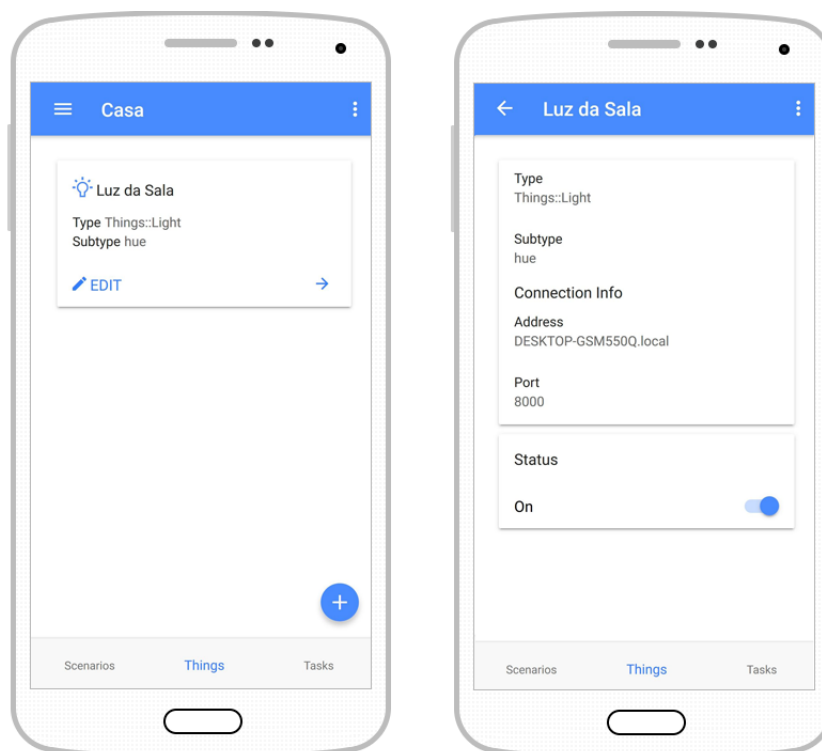 Casa
Luz da Sala
Type Things::Light
Subtype hue
EDIT
Scenarios Things Tasks
Luz da Sala
Type
Things::Light
Subtype
hue
Connection Info
Address
DESKTOP-GSM550Q.local
Port
8000
Status
On
Scenarios Things Tasks